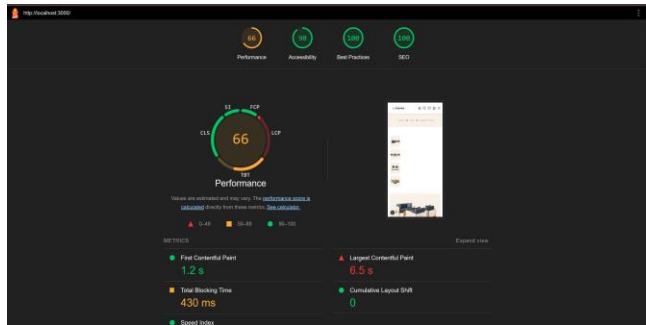 http://localhost:3000/
66
Performance
98
Accessibility
100
Best Practices
100
SEO
SI
FCP
CLS
LCP
TBT
66
Performance
Values are estimated and may vary. The performance score is
calculated directly from these metrics. See calculator.
0–49
50–89
90–100
METRICS
Expand view
First Contentful Paint
1.2 s
Largest Contentful Paint
6.5 s
Total Blocking Time
430 ms
Cumulative Layout Shift
0
Speed Index